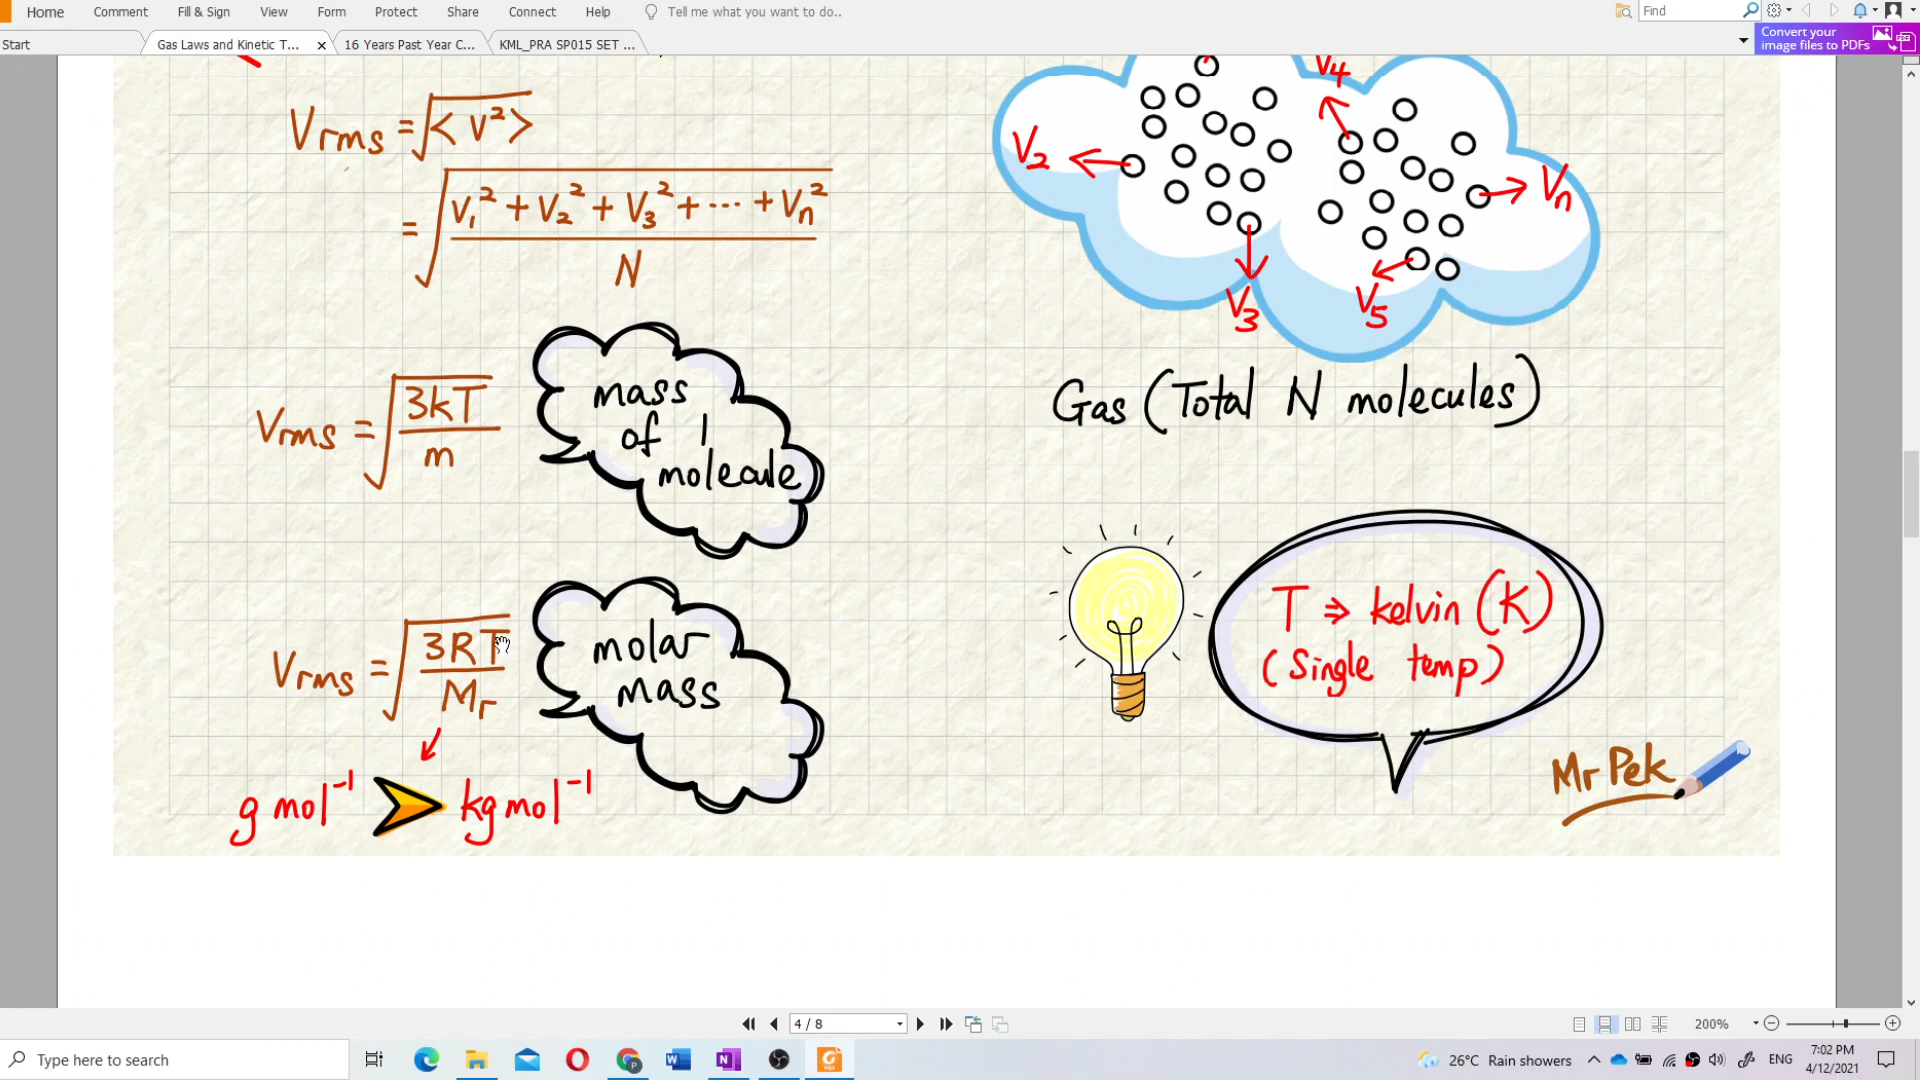 Home Comment Fill & Sign View Form Protect Share Connect Help Tell me what you want to do.. Find
Start Gas Laws and Kinetic T... 16 Years Past Year C... KML_PRA SP015 SET ...
Convert your
image files to PDFs
Vrms = √<v²>
= √(V₁² + V₂² + V₃² + ... + Vn² / N)
V4
V2
Vn
V3
V5
Gas (Total N molecules)
Vrms = √(3kT / m)
mass
of 1
molecule
Vrms = √(3RT / Mr)
molar
mass
g mol⁻¹ kg mol⁻¹
T ⇒ kelvin (K)
(Single temp)
Mr Pek
4 / 8
200%
Type here to search
26°C Rain showers
ENG
7:02 PM
4/12/2021